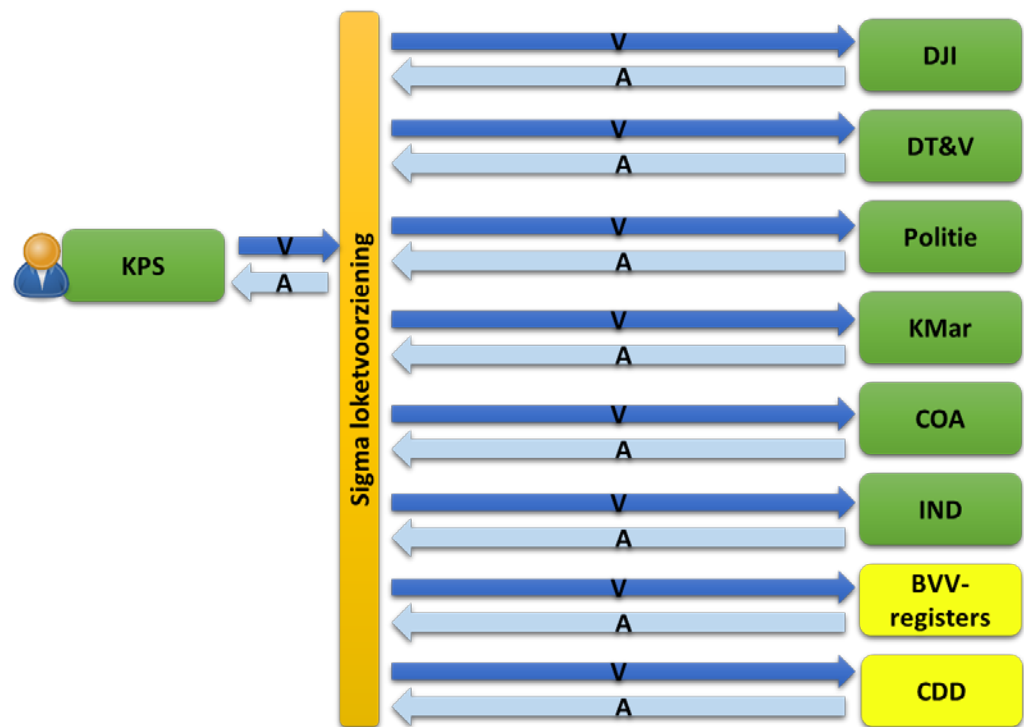 KPS
V
A
Sigma loketvoorziening
V
A
DJI
V
A
DT&V
V
A
Politie
V
A
KMar
V
A
COA
V
A
IND
V
A
BVV-
registers
V
A
CDD